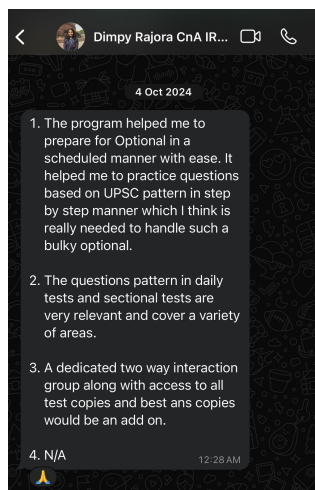 Dimpy Rajora CnA IR...
4 Oct 2024
1. The program helped me to
prepare for Optional in a
scheduled manner with ease. It
helped me to practice questions
based on UPSC pattern in step
by step manner which I think is
really needed to handle such a
bulky optional.
2. The questions pattern in daily
tests and sectional tests are
very relevant and cover a variety
of areas.
3. A dedicated two way interaction
group along with access to all
test copies and best ans copies
would be an add on.
4. N/A
12:28 AM